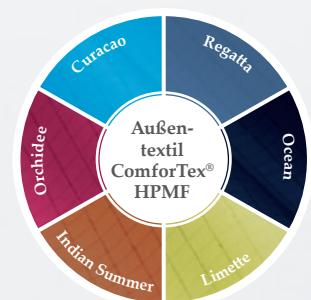 Curacao
Regatta
Ocean
Limette
Indian Summer
Orchidee
Außen-
textil
ComforTex®
HPMF